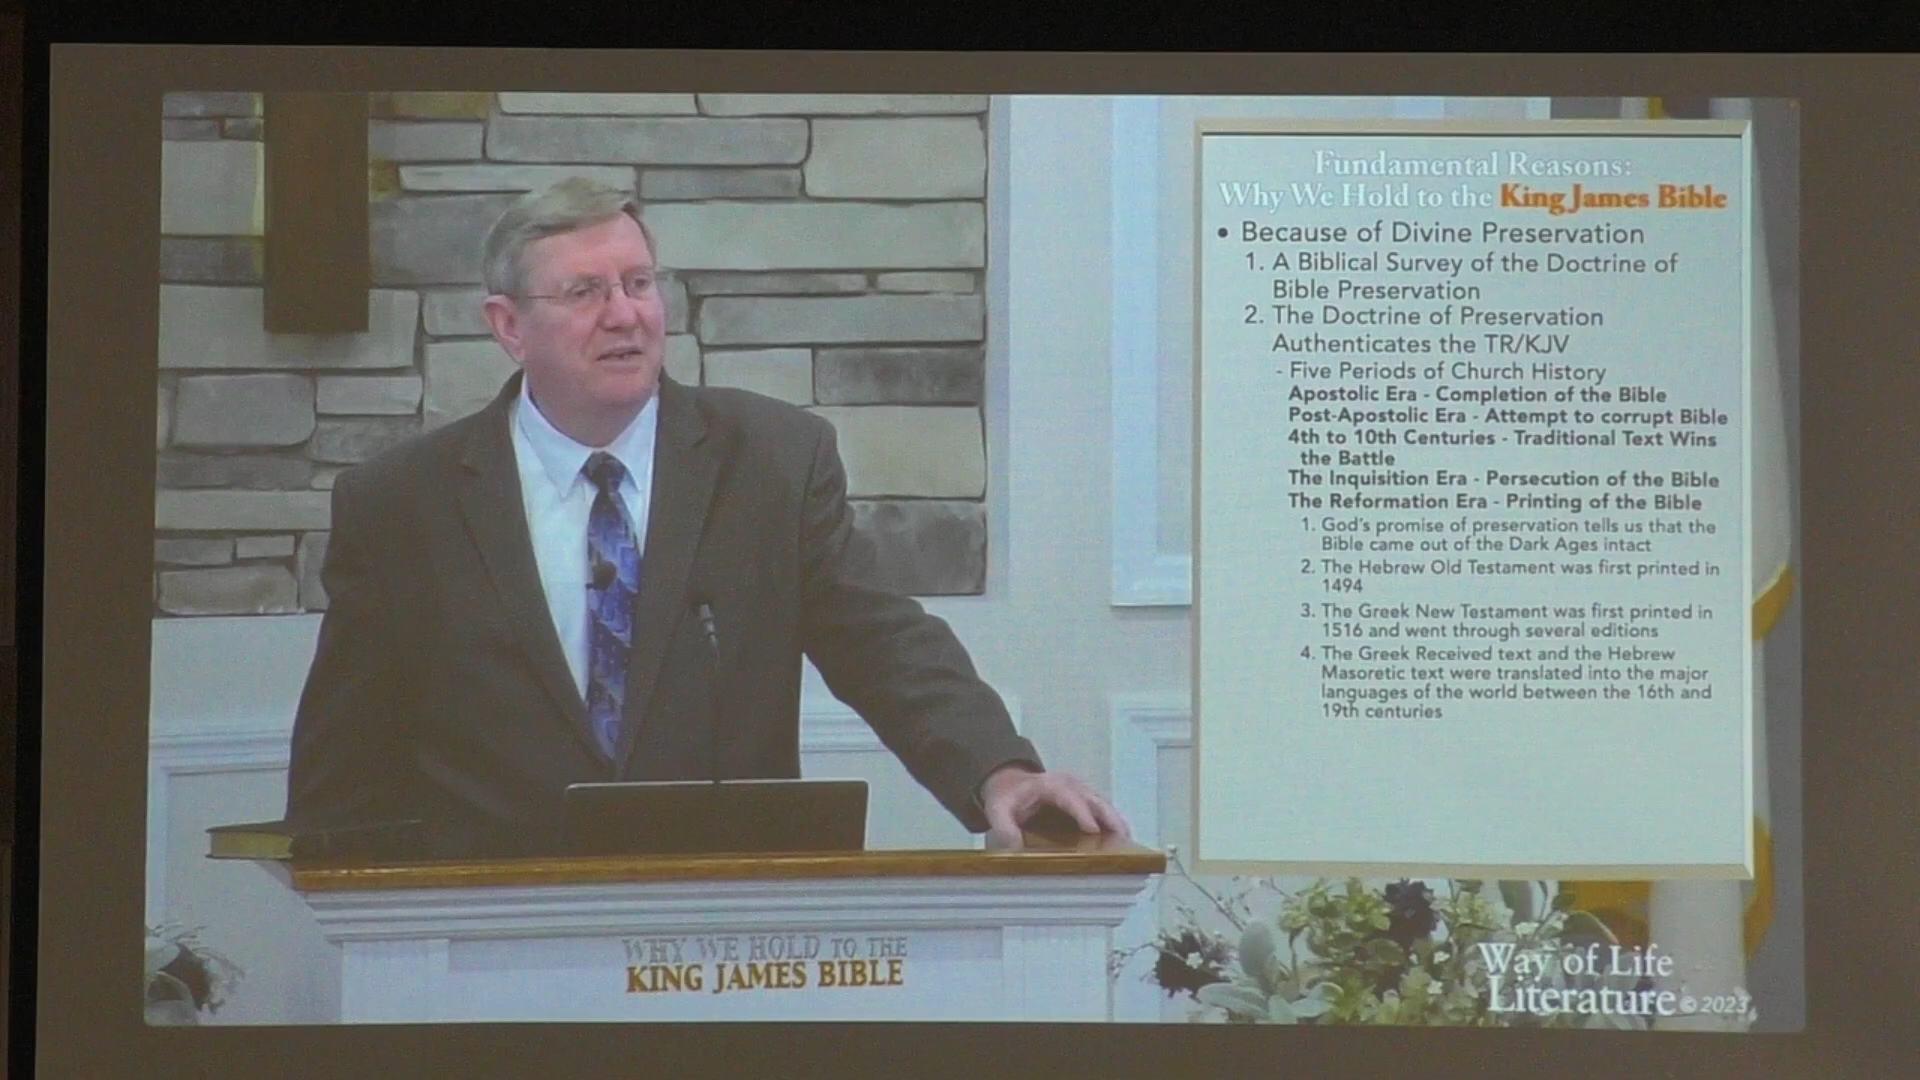 Fundamental Reasons:
Why We Hold to the King James Bible
• Because of Divine Preservation
1. A Biblical Survey of the Doctrine of
Bible Preservation
2. The Doctrine of Preservation
Authenticates the TR/KJV
- Five Periods of Church History
Apostolic Era - Completion of the Bible
Post-Apostolic Era - Attempt to corrupt Bible
4th to 10th Centuries - Traditional Text Wins
the Battle
The Inquisition Era - Persecution of the Bible
The Reformation Era - Printing of the Bible
1. God's promise of preservation tells us that the
Bible came out of the Dark Ages intact
2. The Hebrew Old Testament was first printed in
1494
3. The Greek New Testament was first printed in
1516 and went through several editions
4. The Greek Received text and the Hebrew
Masoretic text were translated into the major
languages of the world between the 16th and
19th centuries
WHY WE HOLD TO THE
KING JAMES BIBLE
Way of Life
Literature © 2023